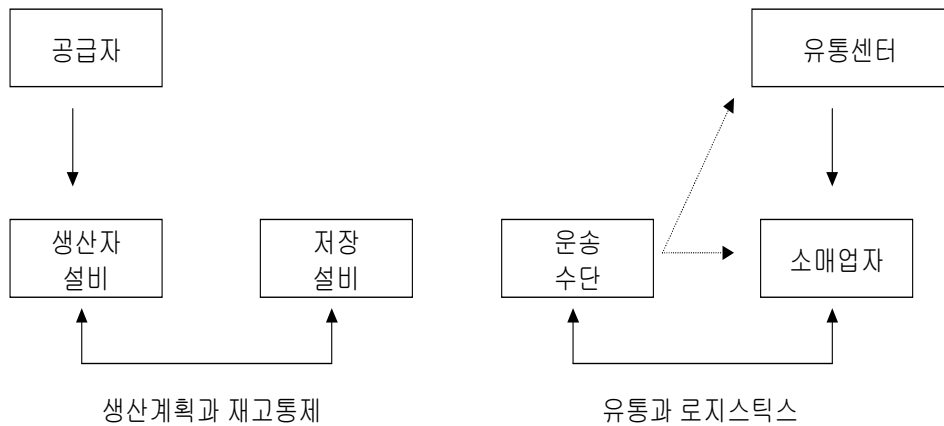 공급자
유통센터
생산자
설비
저장
설비
운송
수단
소매업자
생산계획과 재고통제
유통과 로지스틱스